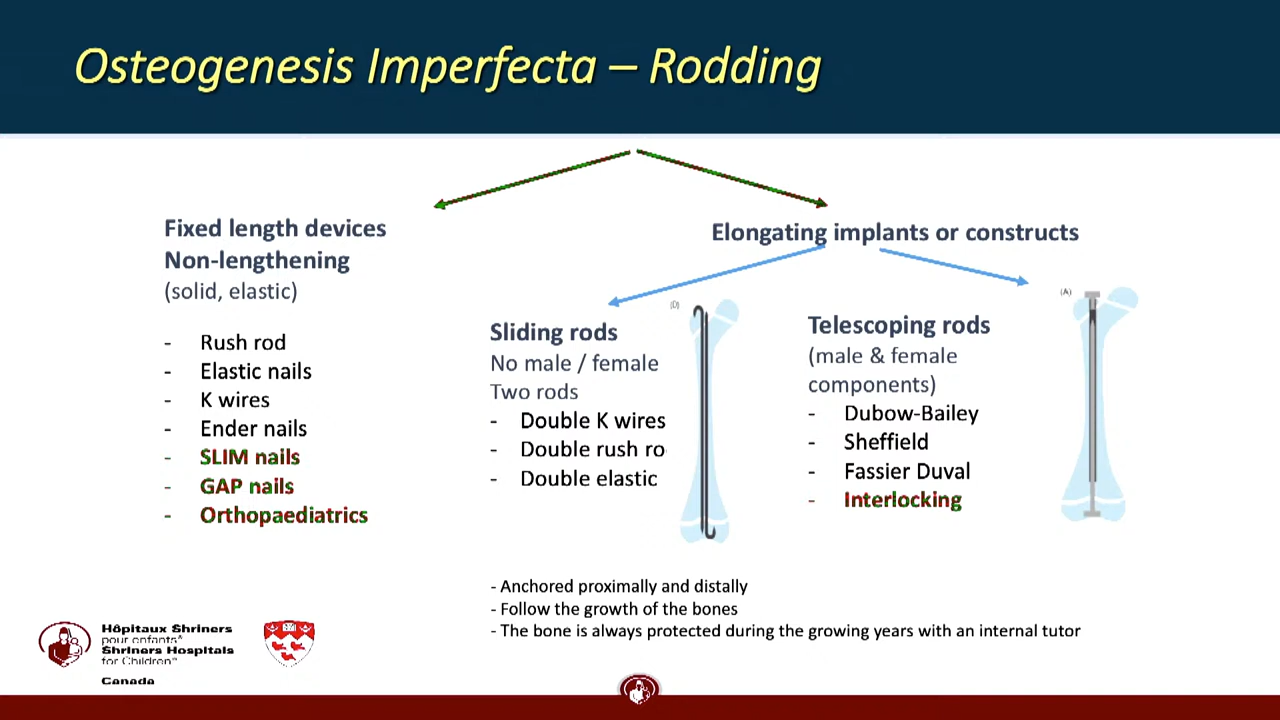 Osteogenesis Imperfecta – Rodding
Fixed length devices
Non-lengthening
(solid, elastic)
- Rush rod
- Elastic nails
- K wires
- Ender nails
- SLIM nails
- GAP nails
- Orthopaediatrics
Elongating implants or constructs
Sliding rods
No male / female
Two rods
- Double K wires
- Double rush ro
- Double elastic
(D)
Telescoping rods
(male & female
components)
- Dubow-Bailey
- Sheffield
- Fassier Duval
- Interlocking
(A)
- Anchored proximally and distally
- Follow the growth of the bones
- The bone is always protected during the growing years with an internal tutor
Hôpitaux Shriners
pour enfants®
Shriners Hospitals
for Children®
Canada